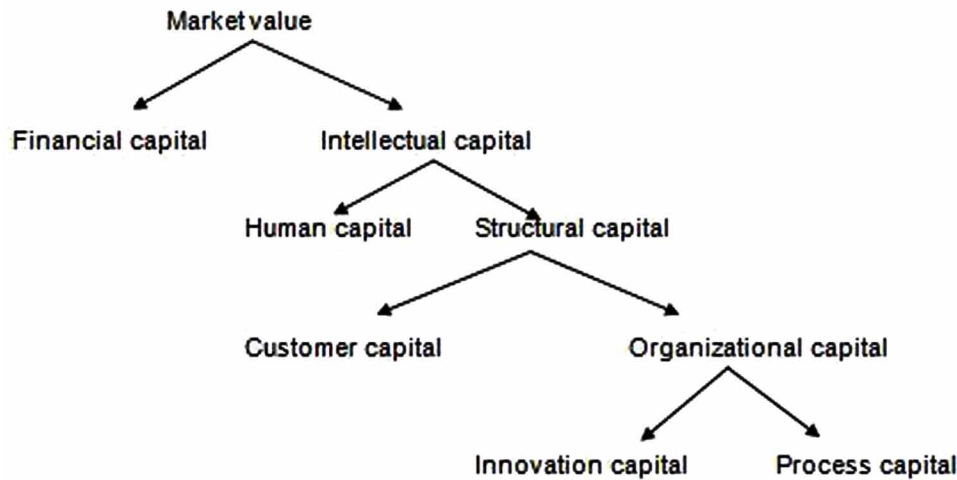 Market value
Financial capital
Intellectual capital
Human capital
Structural capital
Customer capital
Organizational capital
Innovation capital
Process capital